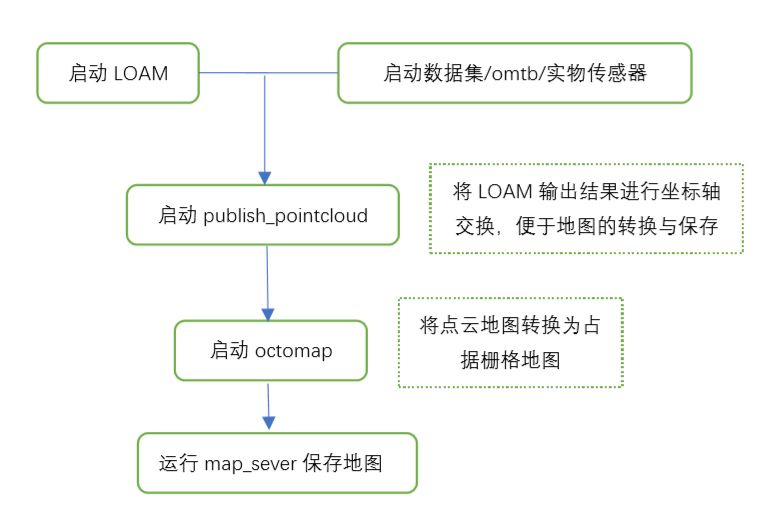 启动 LOAM
启动数据集/omtb/实物传感器
启动 publish_pointcloud
将 LOAM 输出结果进行坐标轴
交换，便于地图的转换与保存
启动 octomap
将点云地图转换为占
据栅格地图
运行 map_sever 保存地图